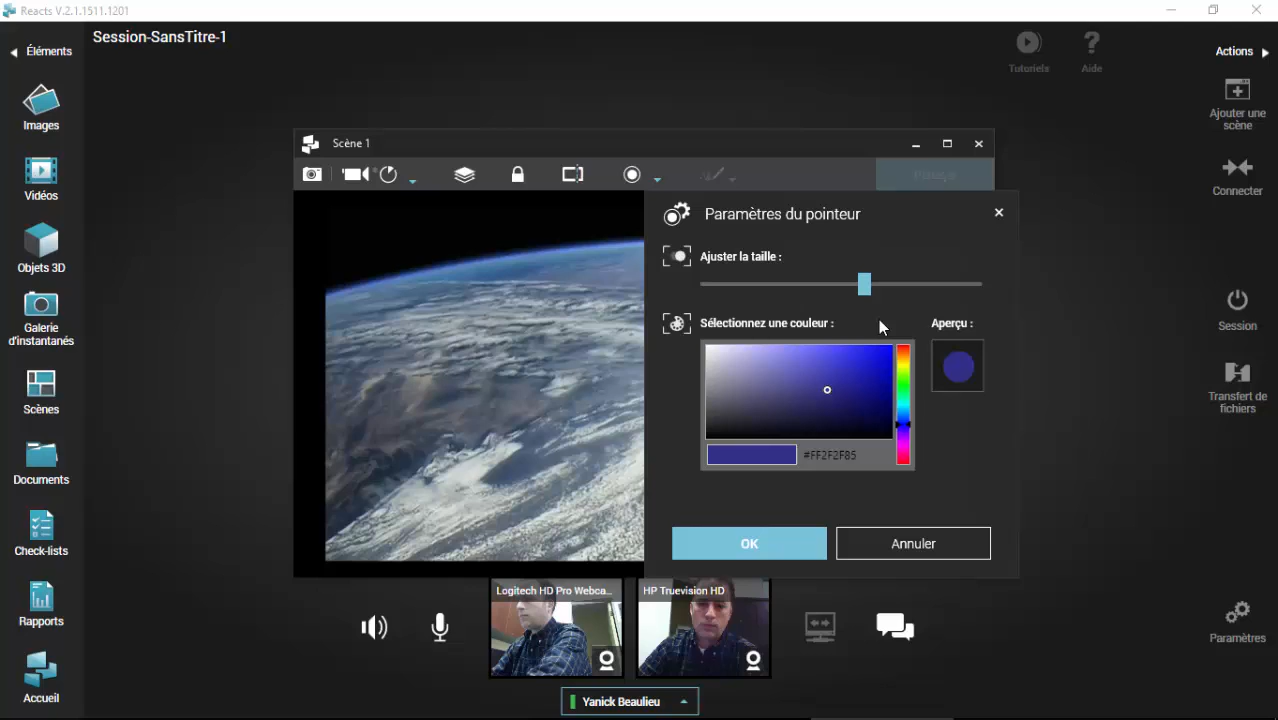 Reacts V.2.1.1511.1201
Session-SansTitre-1
Éléments
Images
Vidéos
Objets 3D
Galerie
d'instantanés
Scènes
Documents
Check-lists
Rapports
Accueil
Tutoriels
Aide
Actions
Ajouter une
scène
Connecter
Session
Transfert de
fichiers
Paramètres
Scène 1
Paramètres du pointeur
Ajuster la taille :
Sélectionnez une couleur :
Aperçu :
#FF2F2F85
OK
Annuler
Logitech HD Pro Webca...
HP Truevision HD
Yanick Beaulieu